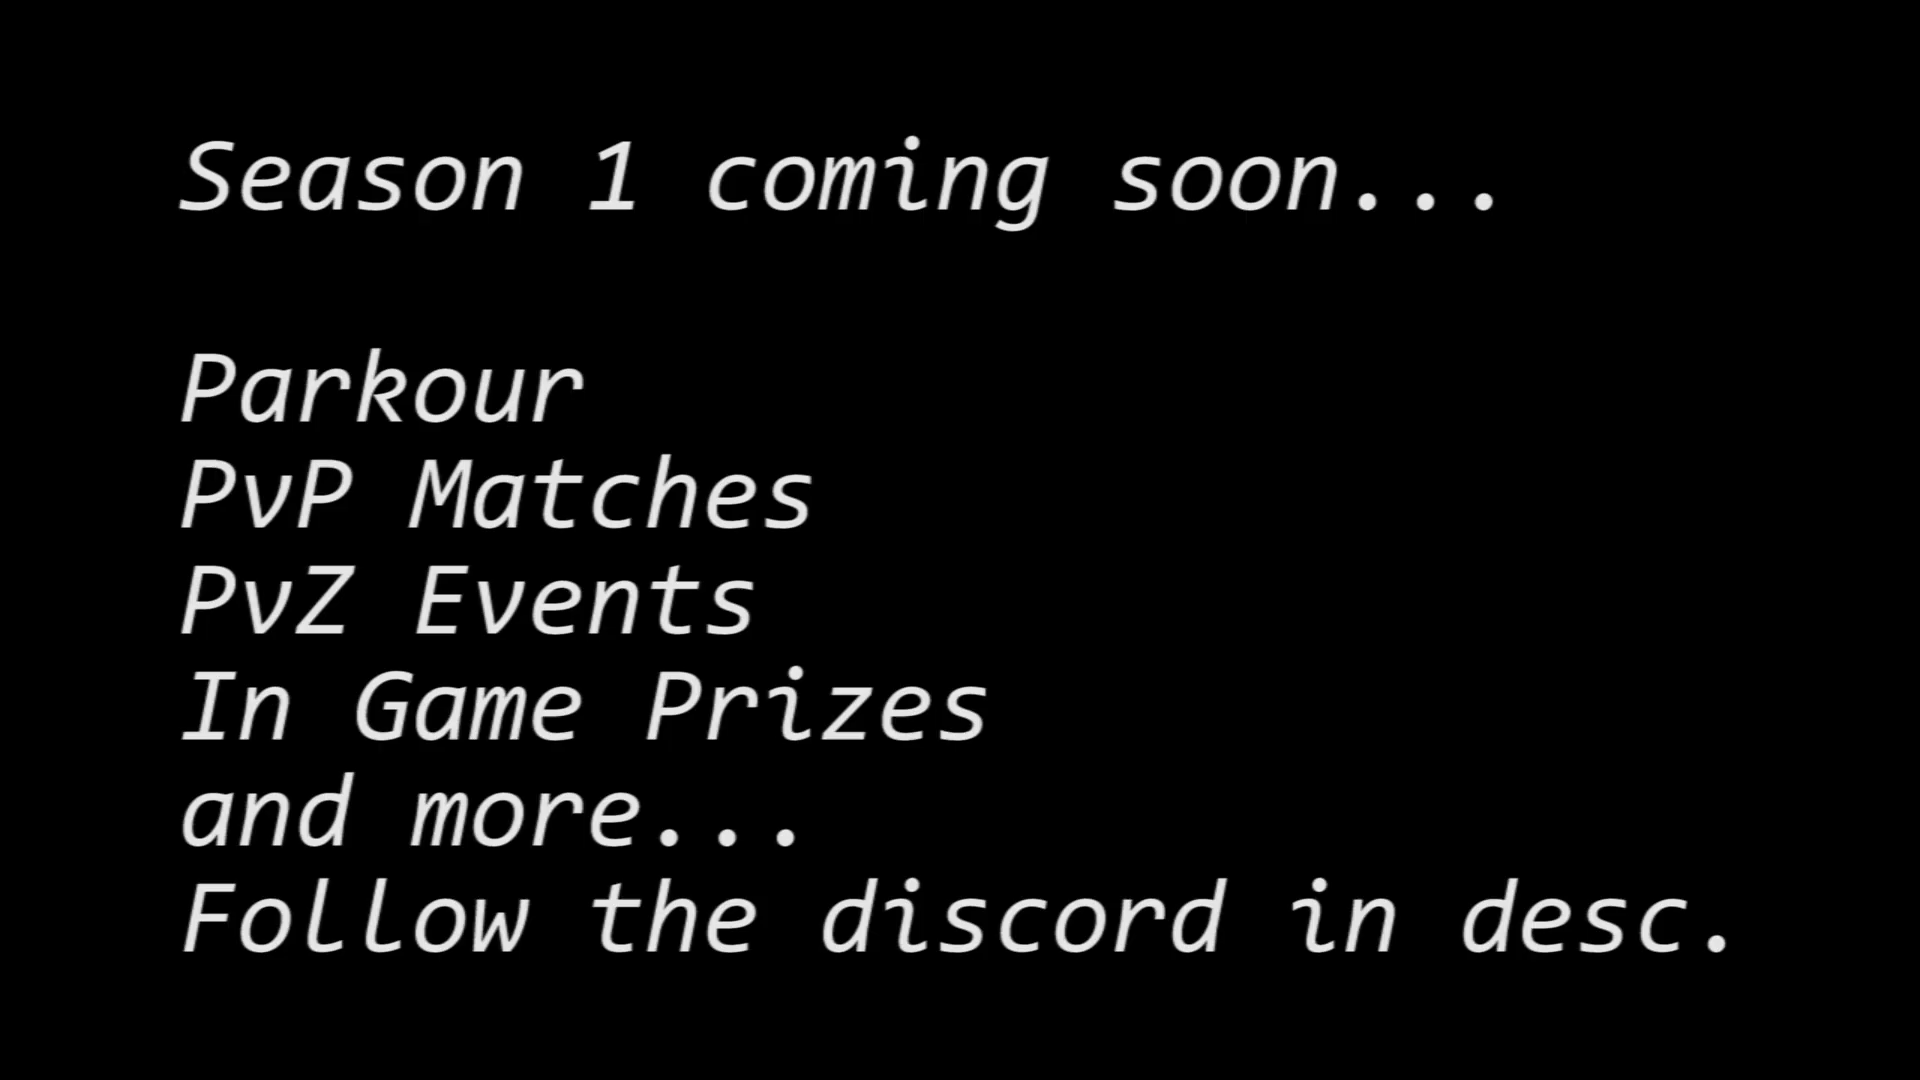 Season 1 coming soon...
Parkour
PvP Matches
PvZ Events
In Game Prizes
and more...
Follow the discord in desc.